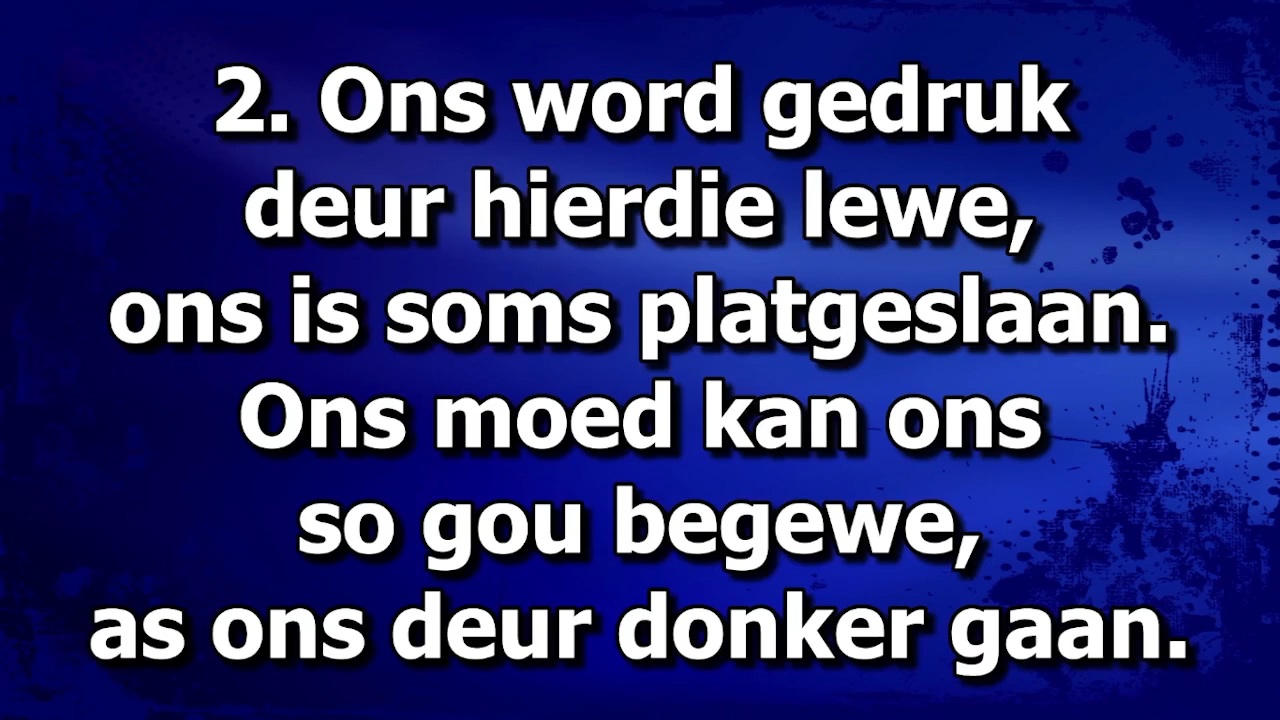 2. Ons word gedruk
deur hierdie lewe,
ons is soms platgeslaan.
Ons moed kan ons
so gou begewe,
as ons deur donker gaan.